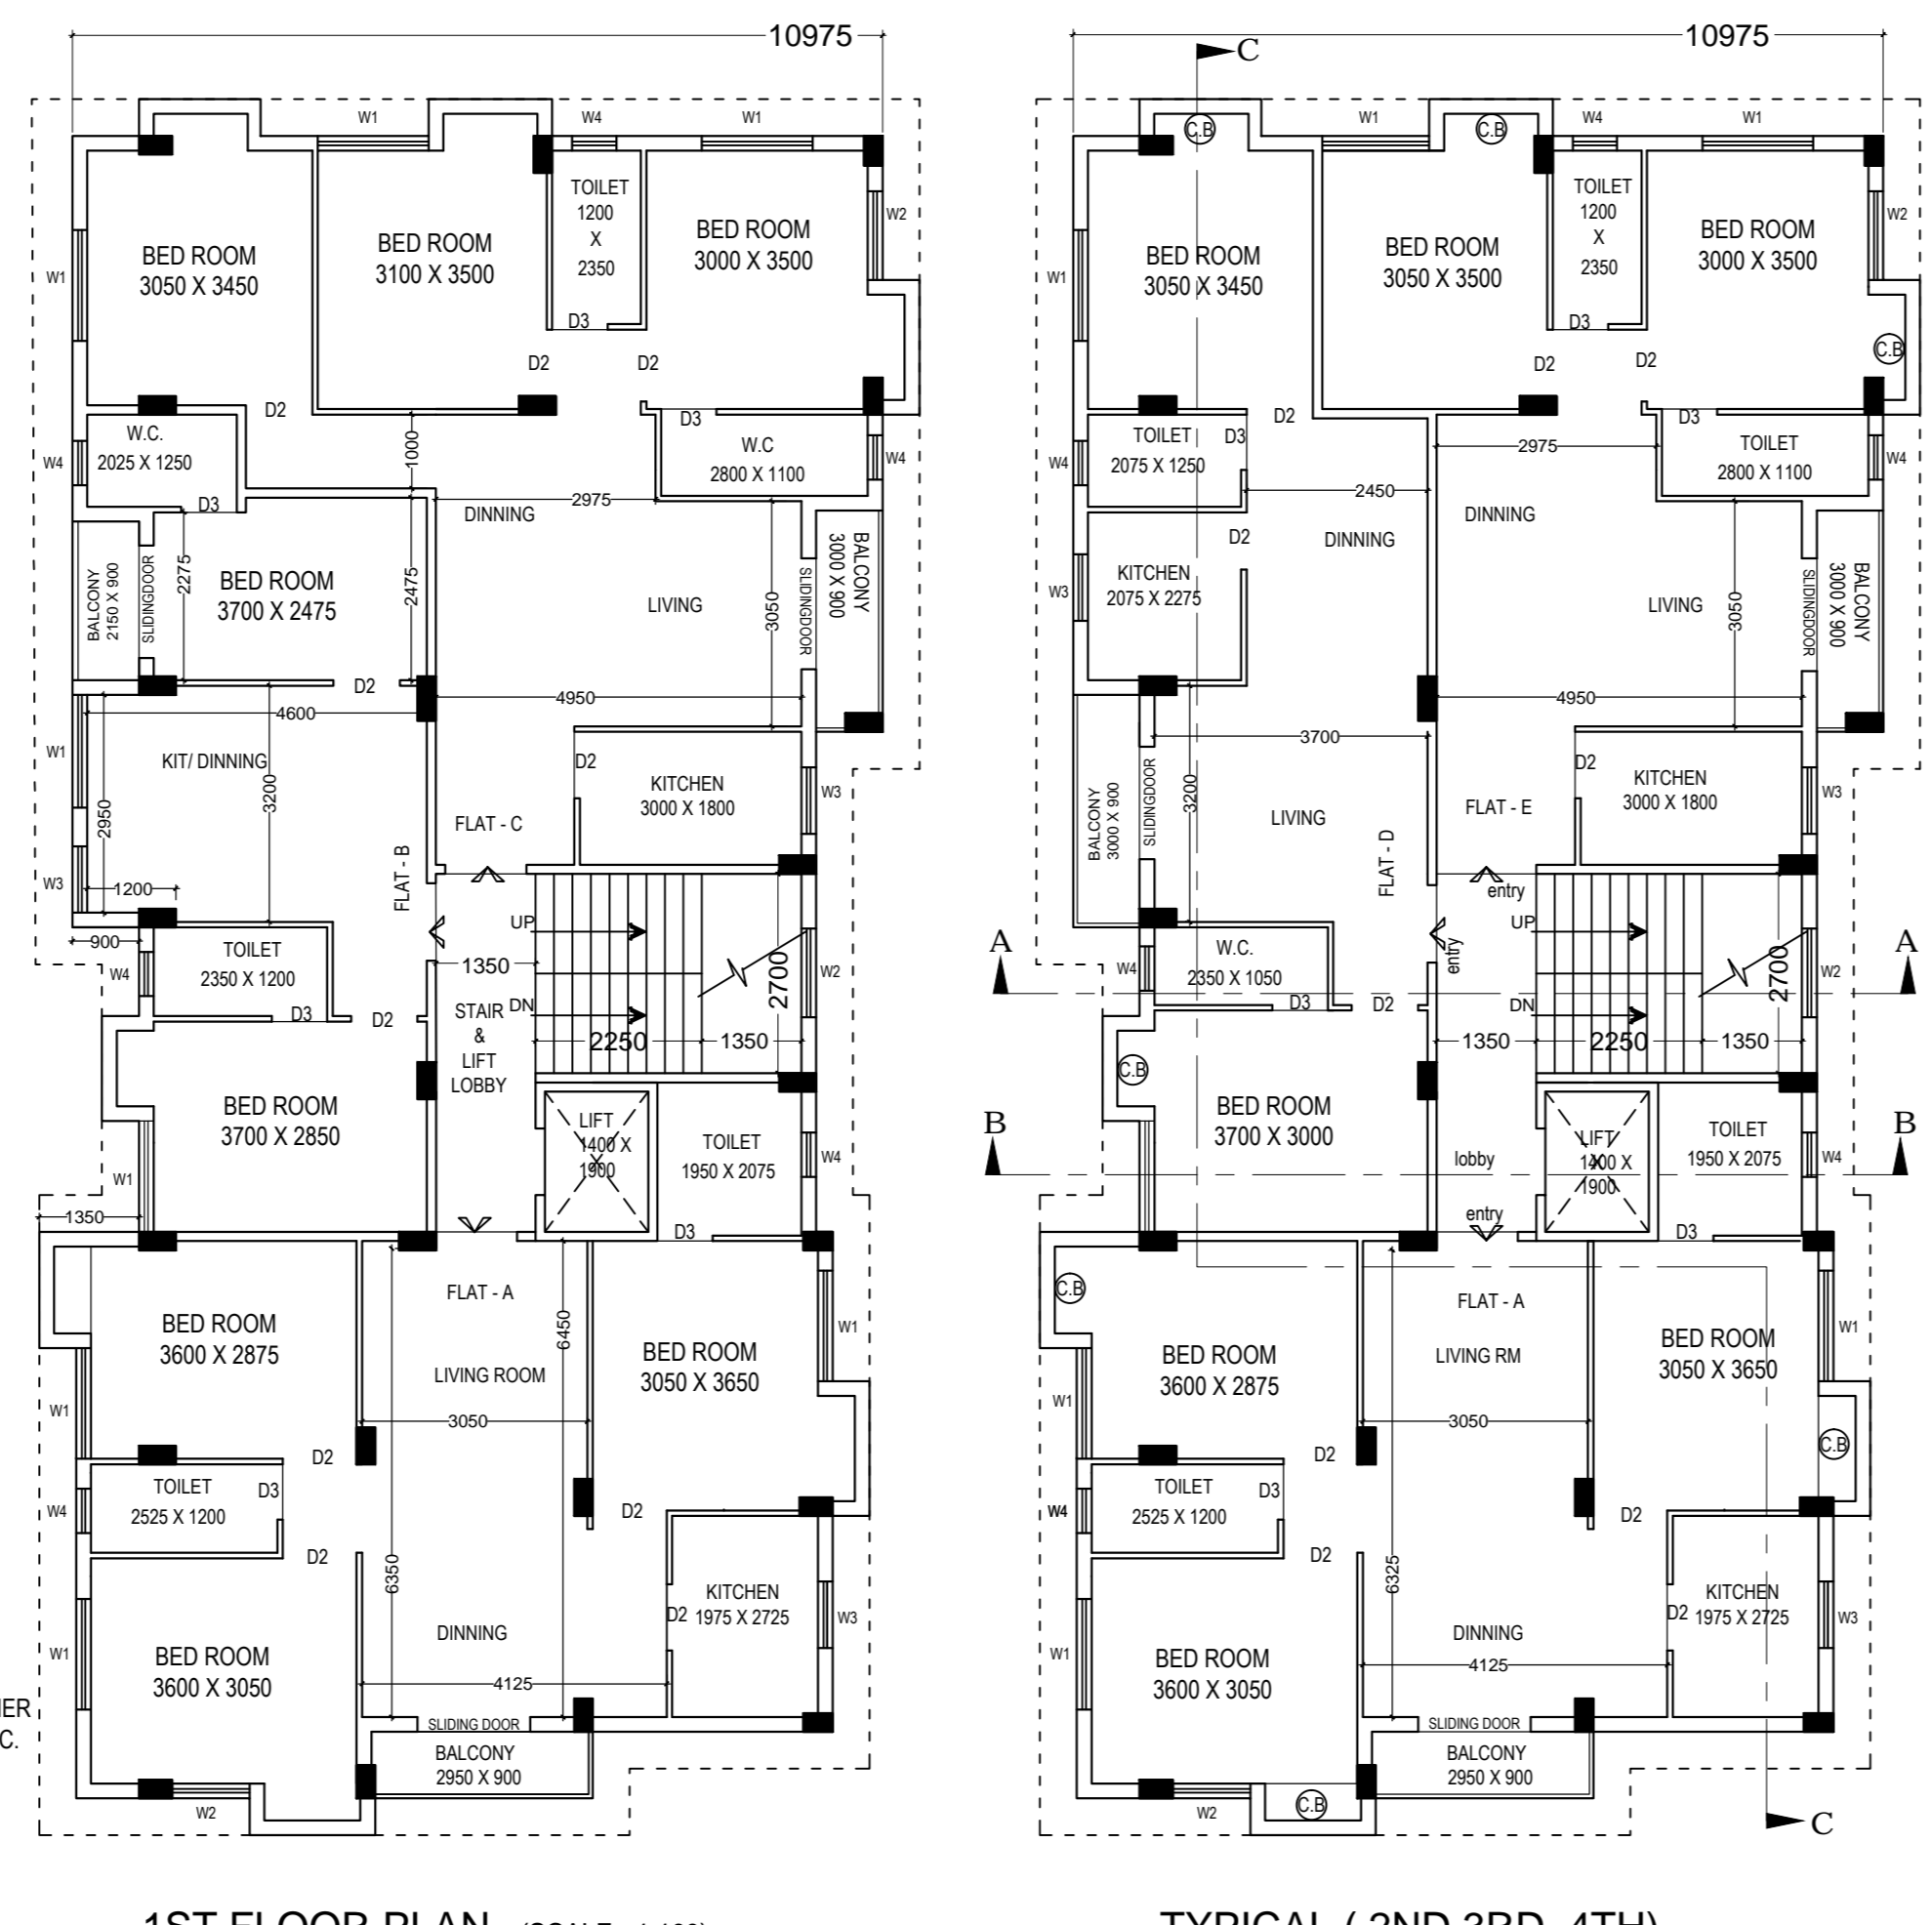 10975
W1
W4
W1
TOILET
1200
X
2350
BED ROOM
3050 X 3450
BED ROOM
3100 X 3500
BED ROOM
3000 X 3500
W2
W1
D3
D2
D2
D2
D3
W.C.
2025 X 1250
W4
1000
W.C
2800 X 1100
W4
D3
2975
DINNING
BALCONY
2150 X 900
SLIDINGDOOR
2275
BED ROOM
3700 X 2475
2475
LIVING
3050
SLIDINGDOOR
BALCONY
3000 X 900
D2
4600
4950
W1
KIT/ DINNING
2950
3200
D2
KITCHEN
3000 X 1800
W3
FLAT - C
FLAT - B
W3
1200
900
UP
TOILET
2350 X 1200
W4
1350
2700
W2
D3
D2
STAIR
&
LIFT
LOBBY
DN
2250
1350
BED ROOM
3700 X 2850
LIFT
1400 X
1900
X
TOILET
1950 X 2075
W4
W1
1350
D3
FLAT - A
6450
BED ROOM
3600 X 2875
W1
BED ROOM
3050 X 3650
LIVING ROOM
W1
3050
D2
TOILET
2525 X 1200
D3
W4
D2
D2
6350
KITCHEN
1975 X 2725
D2
W3
DINNING
BED ROOM
3600 X 3050
W1
4125
SLIDING DOOR
BALCONY
2950 X 900
W2
C.
1ST FLOOR PLAN
10975
C
W1
W4
W1
C.B
C.B
TOILET
1200
X
2350
BED ROOM
3050 X 3450
BED ROOM
3050 X 3500
BED ROOM
3000 X 3500
W2
W1
D3
C.B
D2
D2
D2
D3
TOILET
2075 X 1250
D3
W4
2975
TOILET
2800 X 1100
W4
2450
DINNING
D2
DINNING
KITCHEN
2075 X 2275
W3
LIVING
3050
SLIDINGDOOR
BALCONY
3000 X 900
4950
3700
D2
KITCHEN
3000 X 1800
W3
BALCONY
3000 X 900
SLIDINGDOOR
3200
LIVING
FLAT - E
FLAT - D
entry
UP
entry
A
A
W.C.
2350 X 1050
W4
2700
W2
D3
D2
DN
1350
2250
1350
C.B
BED ROOM
3700 X 3000
B
B
lobby
LIFT
1400 X
1900
X
TOILET
1950 X 2075
W4
entry
D3
C.B
FLAT - A
BED ROOM
3600 X 2875
LIVING RM
BED ROOM
3050 X 3650
W1
W1
3050
C.B
D2
TOILET
2525 X 1200
D3
W4
D2
D2
6325
KITCHEN
1975 X 2725
D2
W3
DINNING
BED ROOM
3600 X 3050
W1
4125
SLIDING DOOR
BALCONY
2950 X 900
W2
C.B
C
TYPICAL ( 2ND,3RD, 4TH)